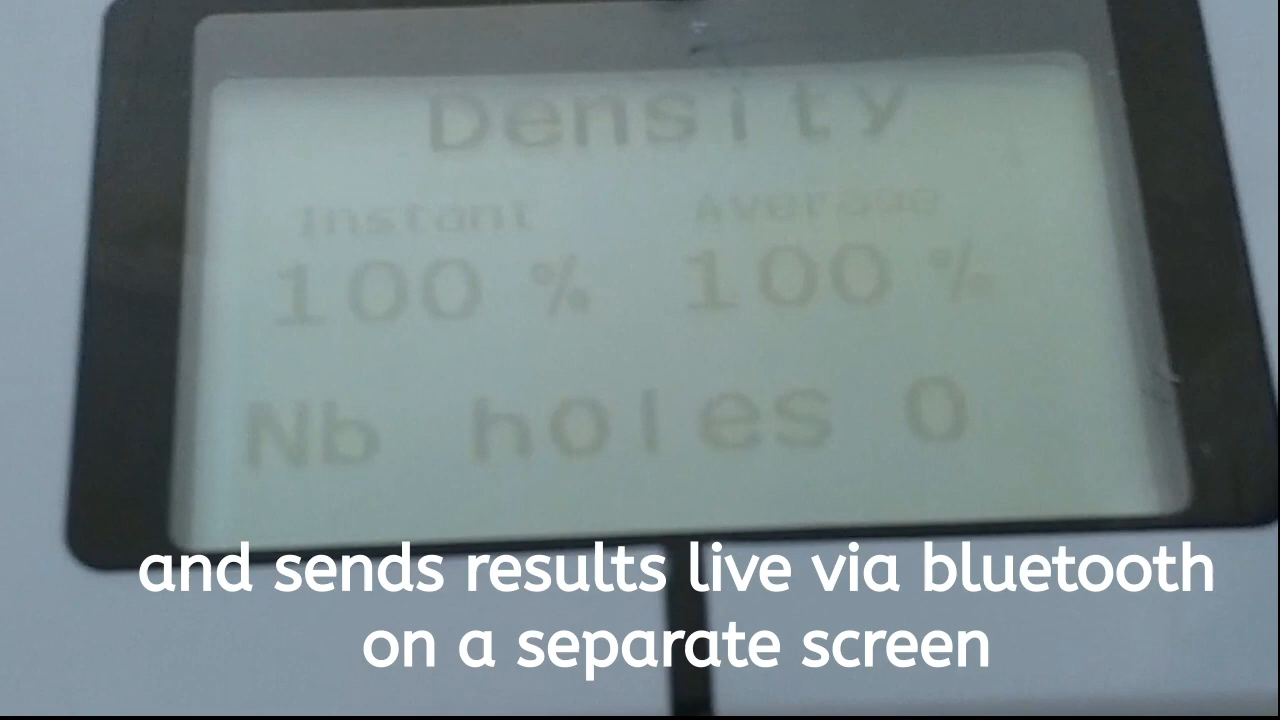 Density
Instant Average
100 % 100 %
Nb holes 0
and sends results live via bluetooth
on a separate screen